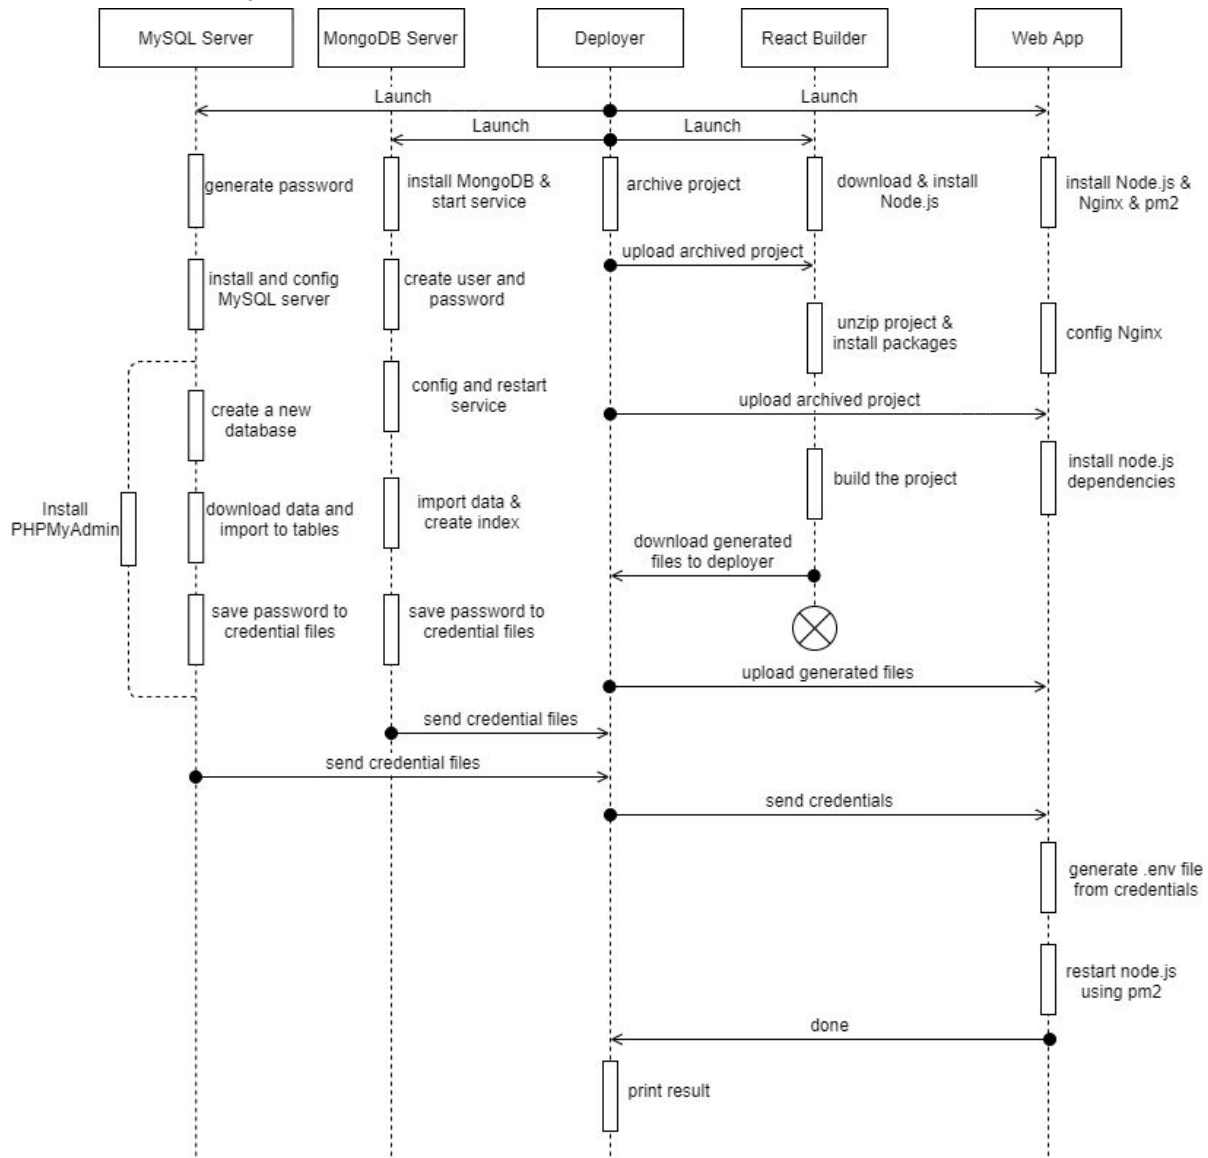 MySQL Server
MongoDB Server
Deployer
React Builder
Web App
Launch
Launch
Launch
Launch
generate password
install MongoDB &
start service
archive project
download & install
Node.js
install Node.js &
Nginx & pm2
upload archived project
install and config
MySQL server
create user and
password
unzip project &
install packages
config Nginx
config and restart
service
upload archived project
create a new
database
install node.js
dependencies
build the project
Install
PHPMyAdmin
download data and
import to tables
import data &
create index
download generated
files to deployer
save password to
credential files
save password to
credential files
upload generated files
send credential files
send credential files
send credentials
generate .env file
from credentials
restart node.js
using pm2
done
print result